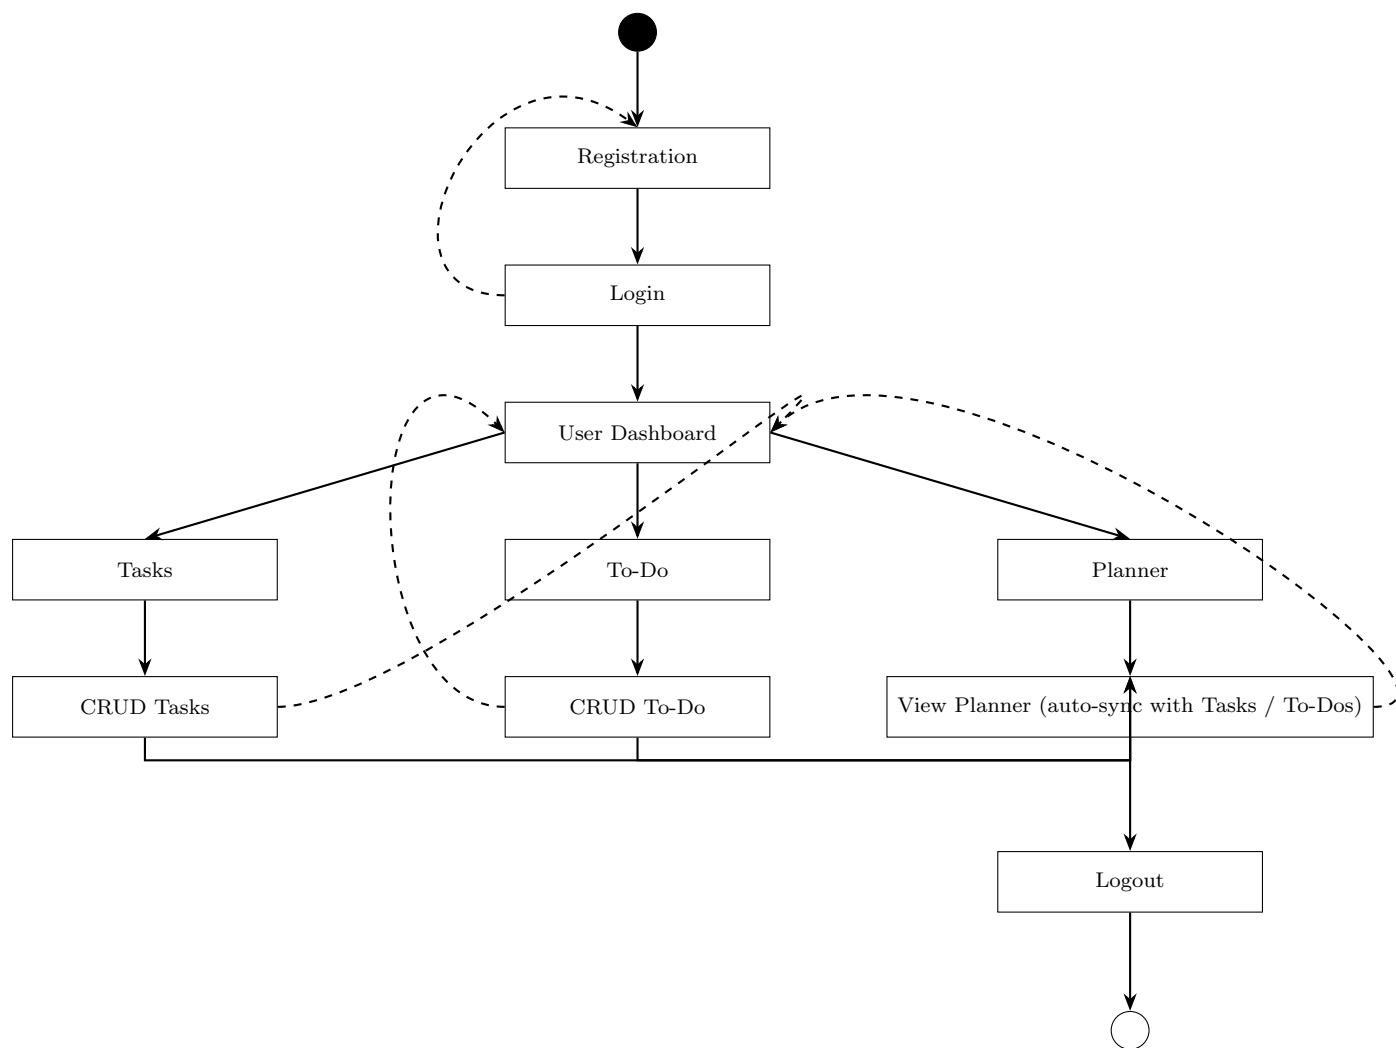 Registration
Login
User Dashboard
Tasks
To-Do
Planner
CRUD Tasks
CRUD To-Do
View Planner (auto-sync with Tasks / To-Dos)
Logout